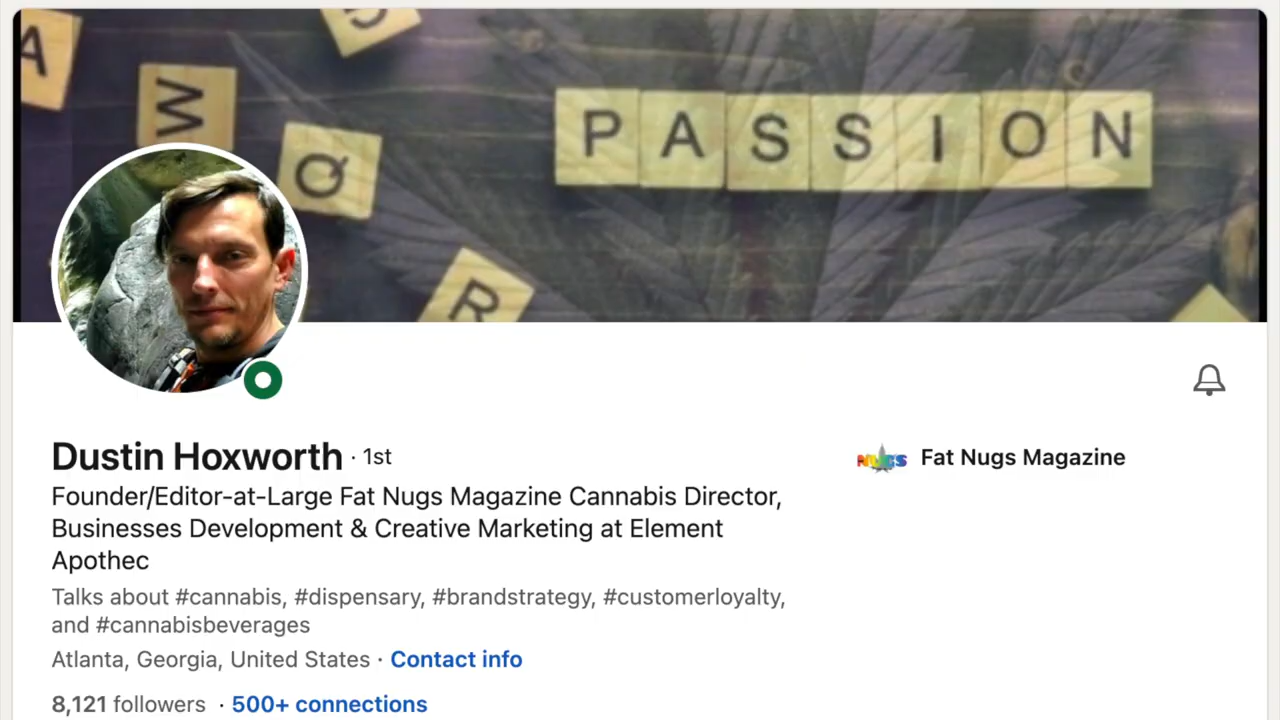 A
W
Q
R
PASSION
Dustin Hoxworth · 1st
Fat Nugs Magazine
Founder/Editor-at-Large Fat Nugs Magazine Cannabis Director,
Businesses Development & Creative Marketing at Element
Apothec
Talks about #cannabis, #dispensary, #brandstrategy, #customerloyalty,
and #cannabisbeverages
Atlanta, Georgia, United States · Contact info
8,121 followers · 500+ connections